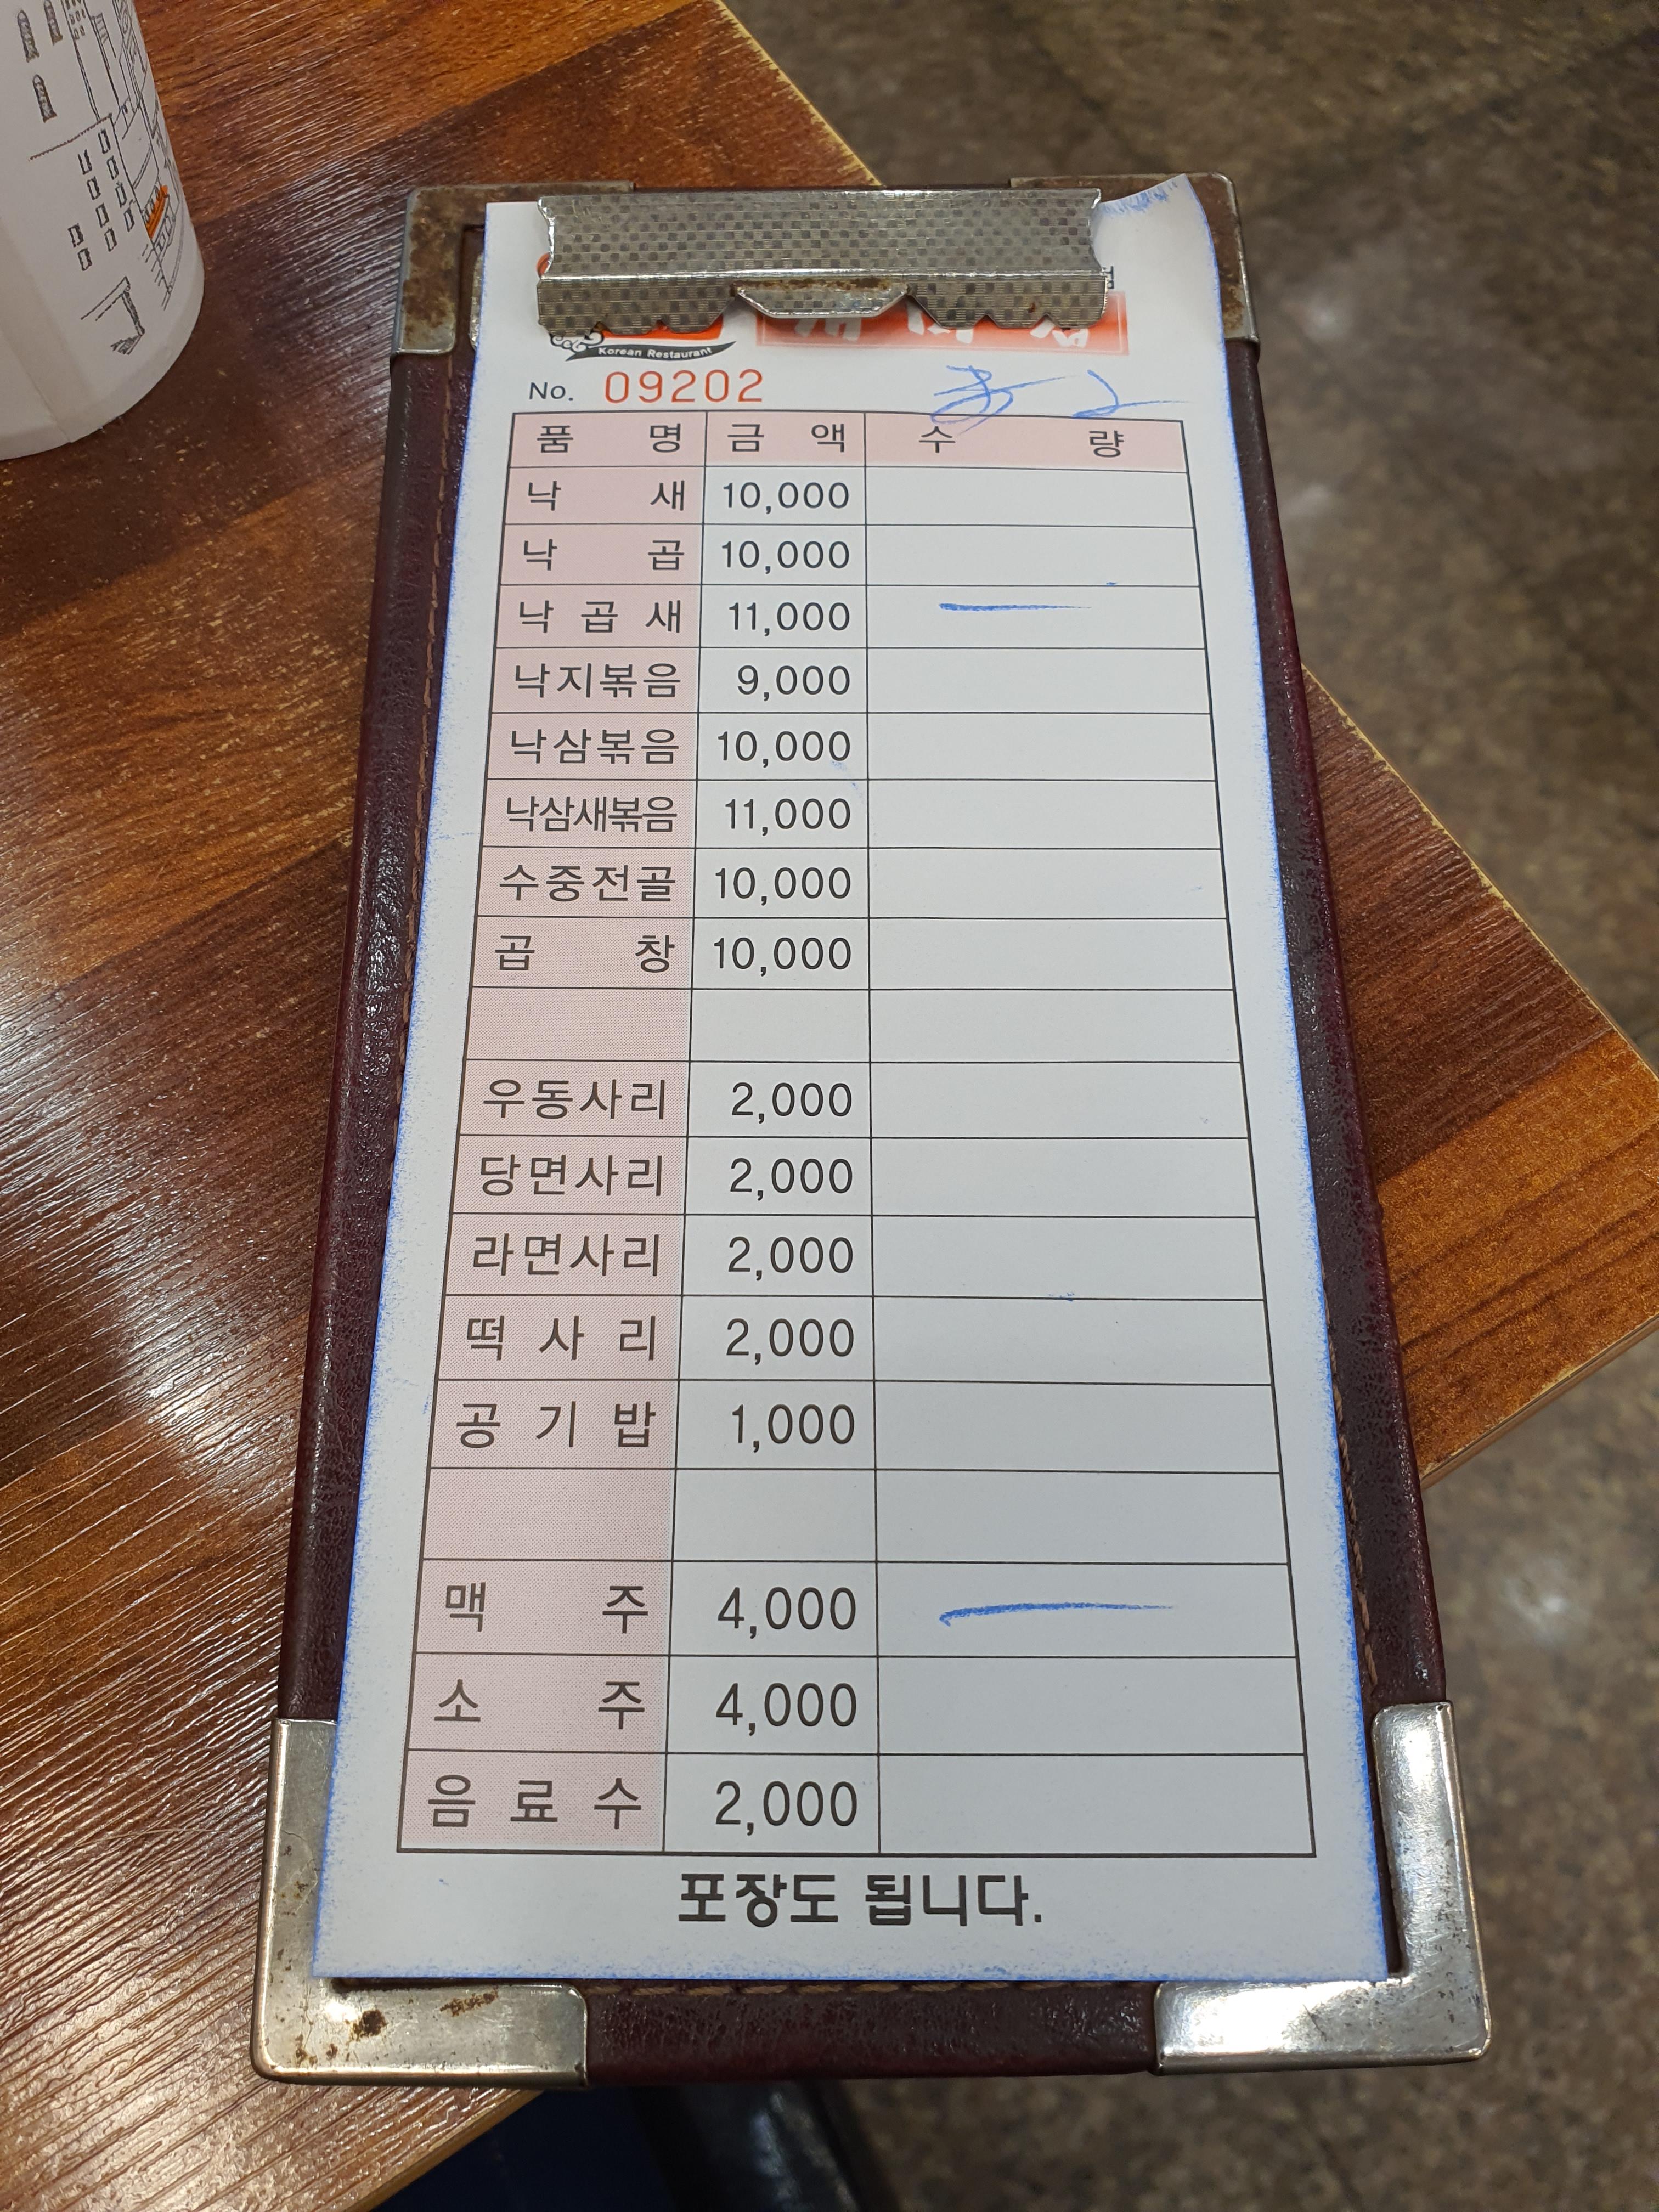 Korean Restaurant
No. 09202
품 명 금 액 수 량
낙 새 10,000
낙 곱 10,000
낙 곱 새 11,000
낙지볶음 9,000
낙삼볶음 10,000
낙삼새볶음 11,000
수중전골 10,000
곱 창 10,000
우동사리 2,000
당면사리 2,000
라면사리 2,000
떡 사 리 2,000
공 기 밥 1,000
맥 주 4,000
소 주 4,000
음 료 수 2,000
포장도 됩니다.